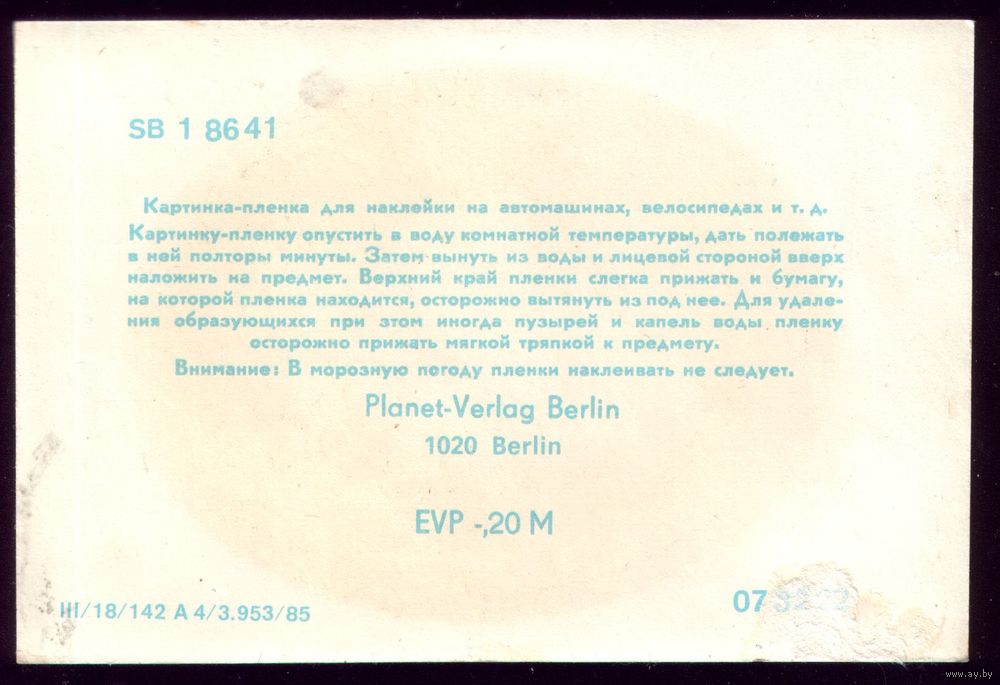 SB 1 8641
Картинка-пленка для наклейки на автомашинах, велосипедах и т. д.
Картинку-пленку опустить в воду комнатной температуры, дать полежать
в ней полторы минуты. Затем вынуть из воды и лицевой стороной вверх
наложить на предмет. Верхний край пленки слегка прижать и бумагу,
на которой пленка находится, осторожно вытянуть из под нее. Для удале-
ния образующихся при этом иногда пузырей и капель воды пленку
осторожно прижать мягкой тряпкой к предмету.
Внимание: В морозную погоду пленки наклеивать не следует.
Planet-Verlag Berlin
1020 Berlin
EVP -,20 M
III/18/142 A 4/3.953/85
07
www.ay.by